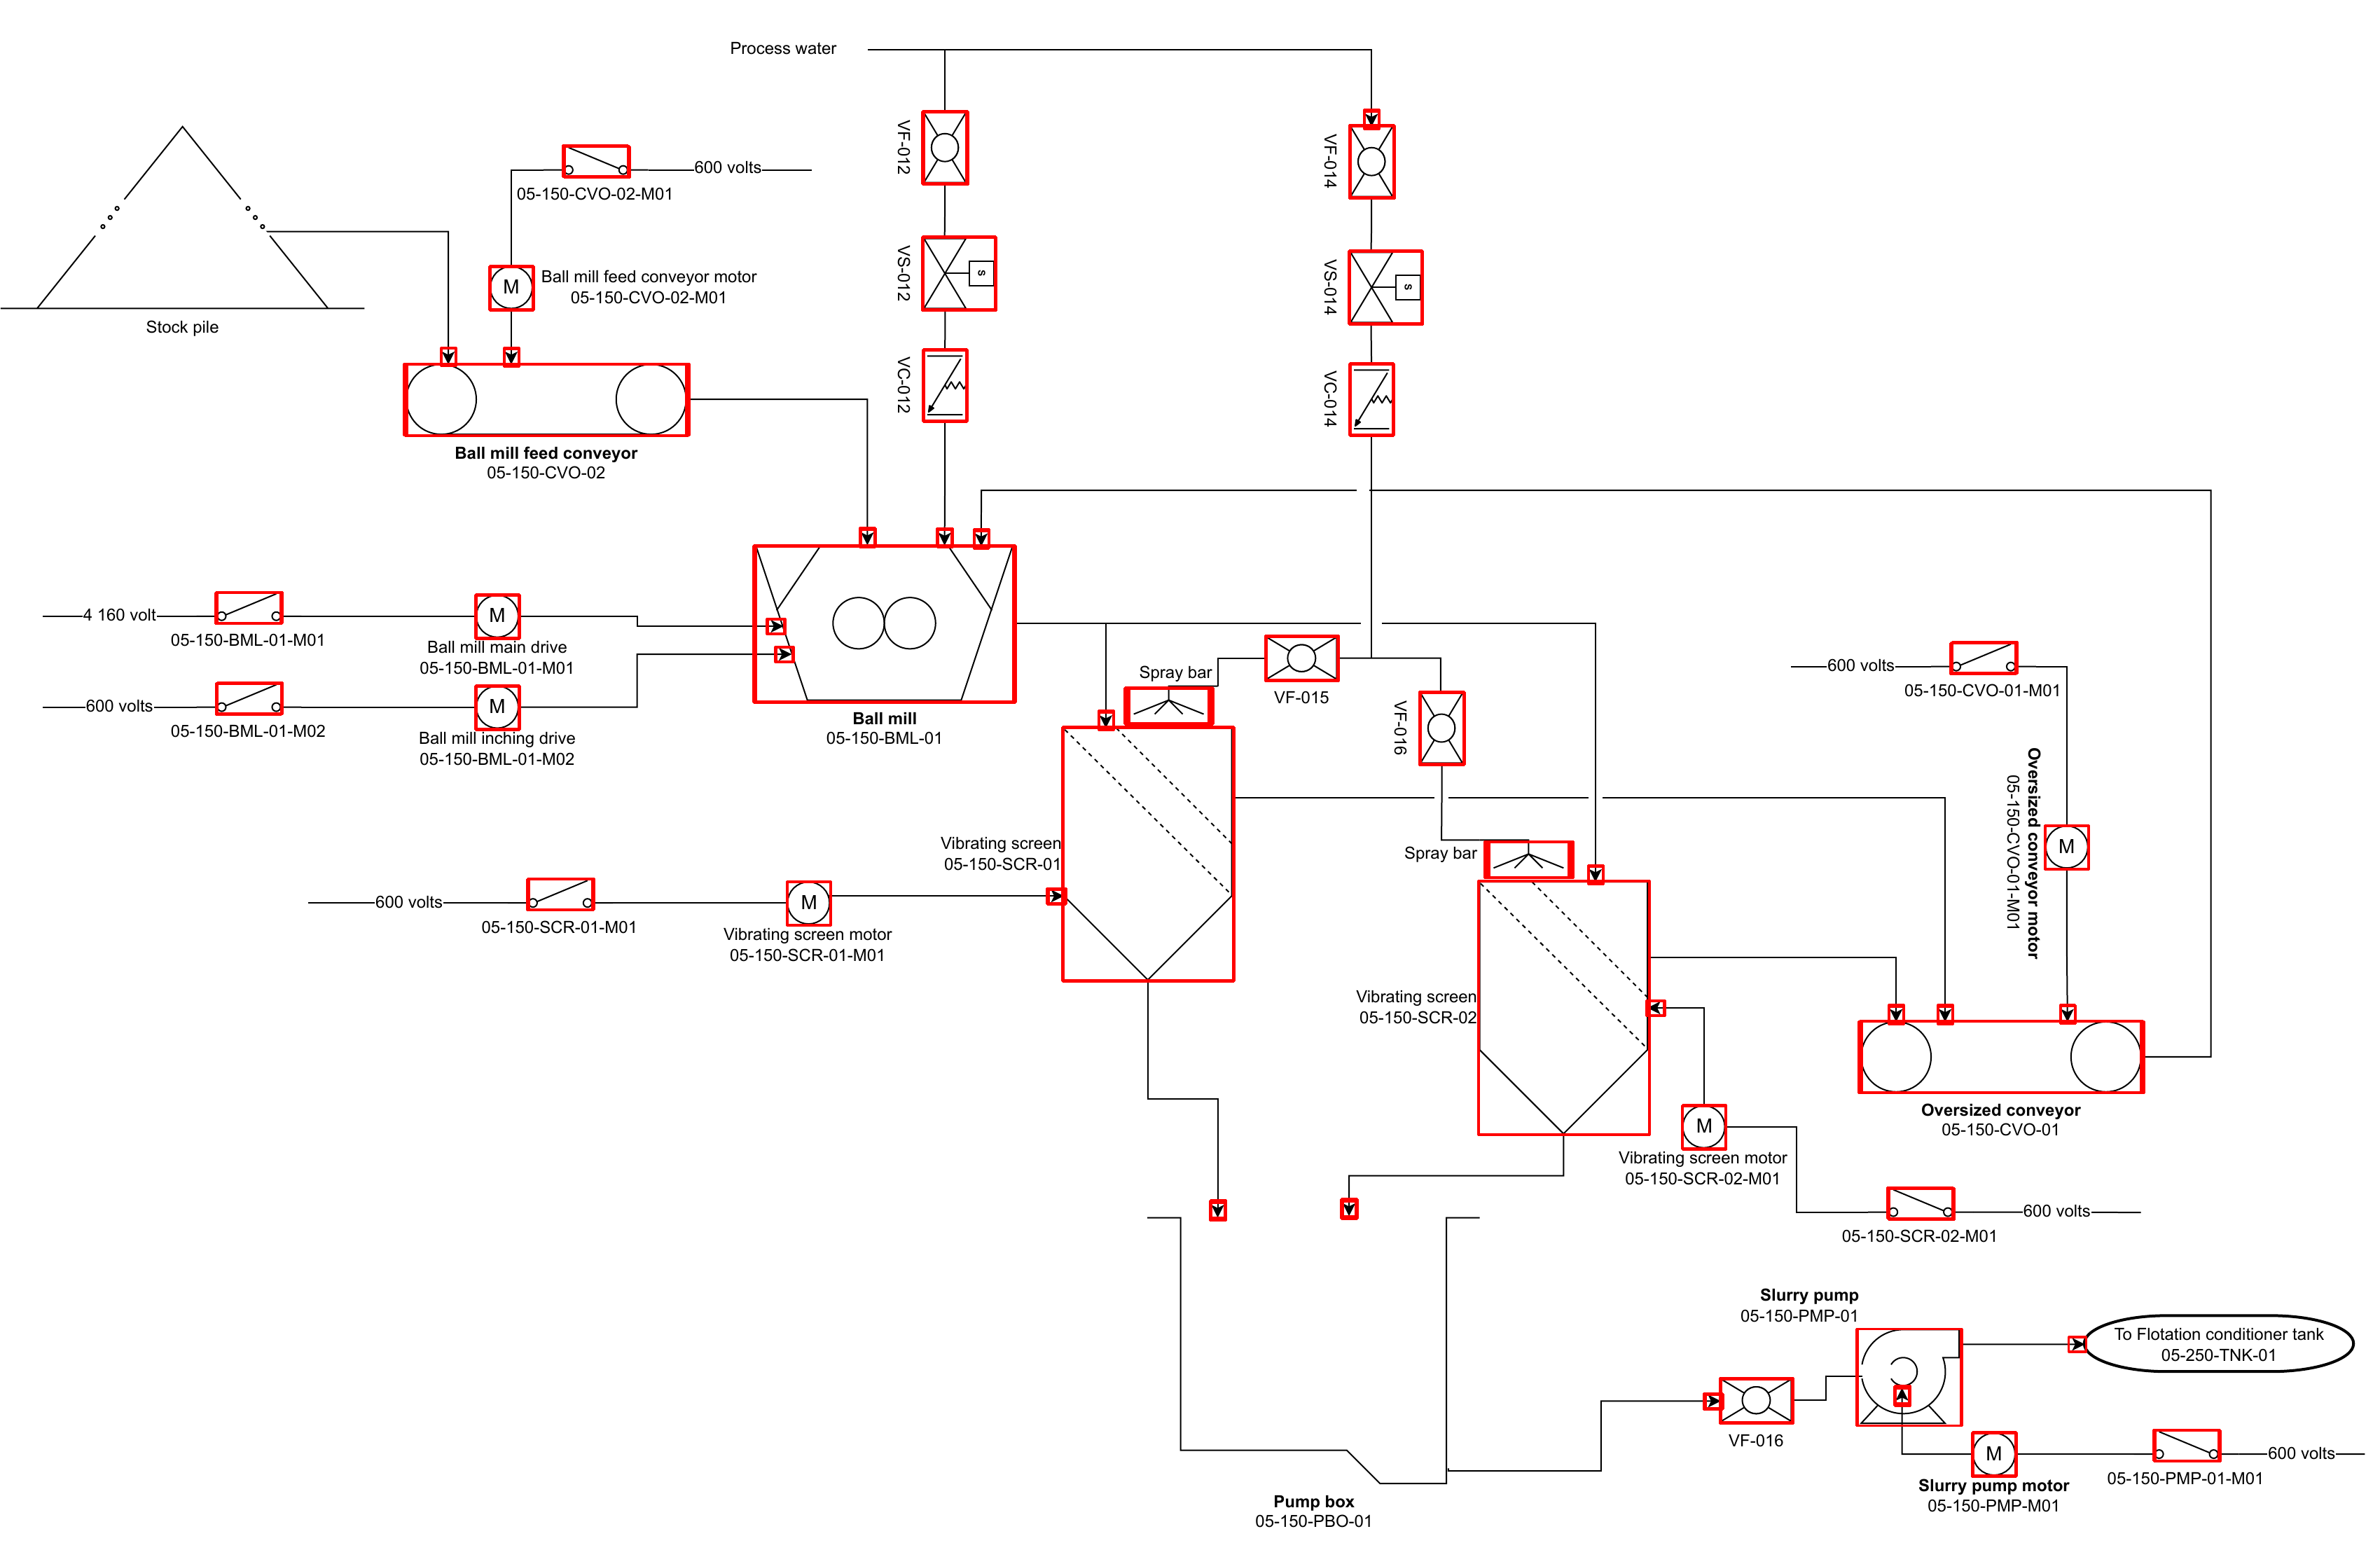 Process water
VF-012
VF-014
600 volts
05-150-CVO-02-M01
VS-012
S
VS-014
S
M
Ball mill feed conveyor motor
05-150-CVO-02-M01
Stock pile
VC-012
VC-014
Ball mill feed conveyor
05-150-CVO-02
4 160 volt
05-150-BML-01-M01
M
Ball mill main drive
05-150-BML-01-M01
600 volts
05-150-BML-01-M02
M
Ball mill inching drive
05-150-BML-01-M02
Ball mill
05-150-BML-01
Spray bar
VF-015
VF-016
600 volts
05-150-CVO-01-M01
Oversized conveyor motor
05-150-CVO-01-M01
M
Vibrating screen
05-150-SCR-01
Spray bar
600 volts
05-150-SCR-01-M01
M
Vibrating screen motor
05-150-SCR-01-M01
Vibrating screen
05-150-SCR-02
Oversized conveyor
05-150-CVO-01
M
Vibrating screen motor
05-150-SCR-02-M01
600 volts
05-150-SCR-02-M01
Slurry pump
05-150-PMP-01
To Flotation conditioner tank
05-250-TNK-01
VF-016
M
Slurry pump motor
05-150-PMP-M01
600 volts
05-150-PMP-01-M01
Pump box
05-150-PBO-01